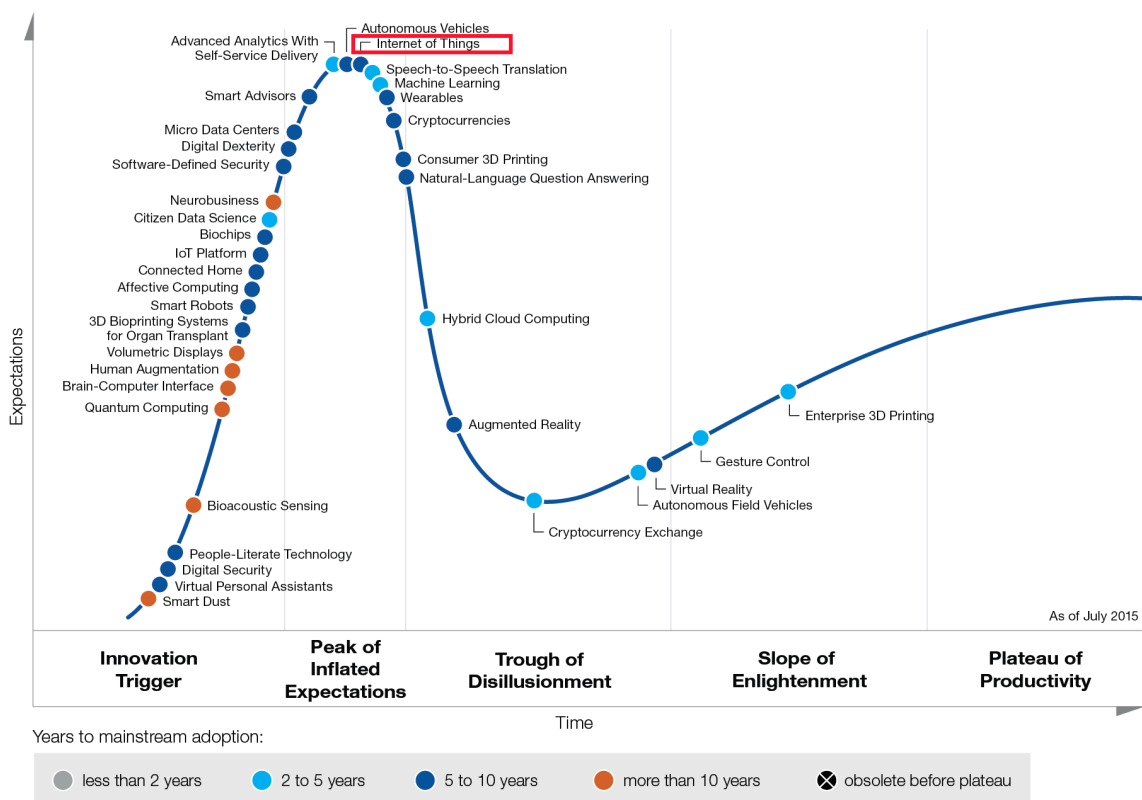 Autonomous Vehicles
Advanced Analytics With
Self-Service Delivery
Internet of Things
Speech-to-Speech Translation
Machine Learning
Smart Advisors
Wearables
Cryptocurrencies
Micro Data Centers
Digital Dexterity
Software-Defined Security
Consumer 3D Printing
Natural-Language Question Answering
Neurobusiness
Citizen Data Science
Biochips
IoT Platform
Connected Home
Affective Computing
Smart Robots
3D Bioprinting Systems
for Organ Transplant
Volumetric Displays
Human Augmentation
Brain-Computer Interface
Quantum Computing
Hybrid Cloud Computing
Augmented Reality
Enterprise 3D Printing
Gesture Control
Virtual Reality
Autonomous Field Vehicles
Cryptocurrency Exchange
Bioacoustic Sensing
People-Literate Technology
Digital Security
Virtual Personal Assistants
Smart Dust
Expectations
As of July 2015
Innovation
Trigger
Peak of
Inflated
Expectations
Trough of
Disillusionment
Slope of
Enlightenment
Plateau of
Productivity
Time
Years to mainstream adoption:
less than 2 years
2 to 5 years
5 to 10 years
more than 10 years
obsolete before plateau